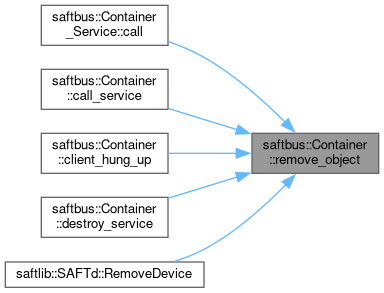 saftbus::Container
_Service::call
saftbus::Container
::call_service
saftbus::Container
::client_hung_up
saftbus::Container
::destroy_service
saftlib::SAFTd::RemoveDevice
saftbus::Container
::remove_object